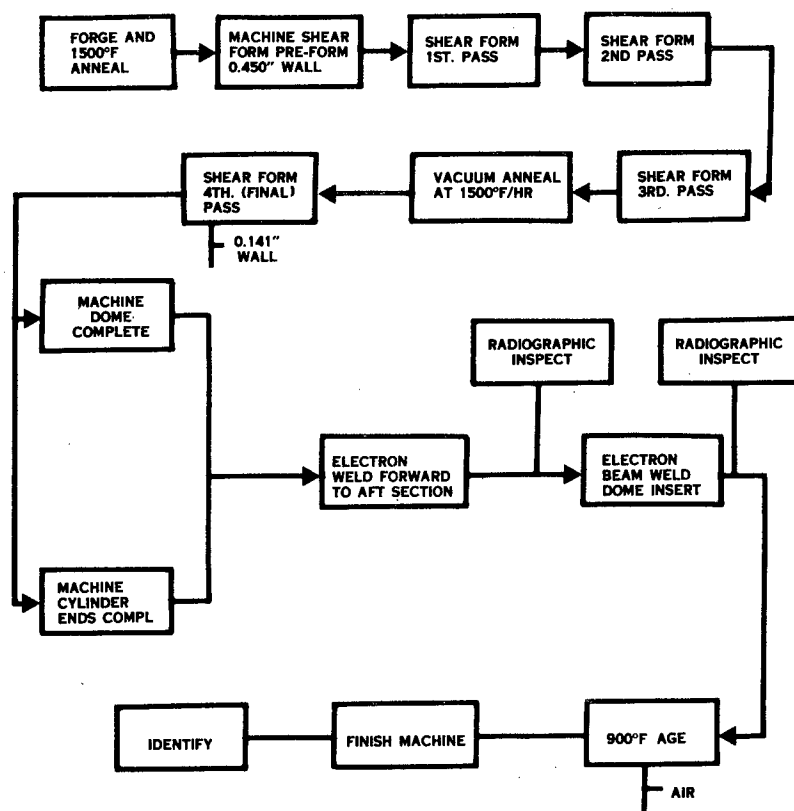 FORGE AND
1500°F
ANNEAL
MACHINE SHEAR
FORM PRE-FORM
0.450" WALL
SHEAR FORM
1ST. PASS
SHEAR FORM
2ND PASS
SHEAR FORM
3RD. PASS
VACUUM ANNEAL
AT 1500°F/HR
SHEAR FORM
4TH. (FINAL)
PASS
0.141"
WALL
MACHINE
DOME
COMPLETE
MACHINE
CYLINDER
ENDS COMPL
ELECTRON
WELD FORWARD
TO AFT SECTION
RADIOGRAPHIC
INSPECT
ELECTRON
BEAM WELD
DOME INSERT
RADIOGRAPHIC
INSPECT
900°F AGE
AIR
FINISH MACHINE
IDENTIFY